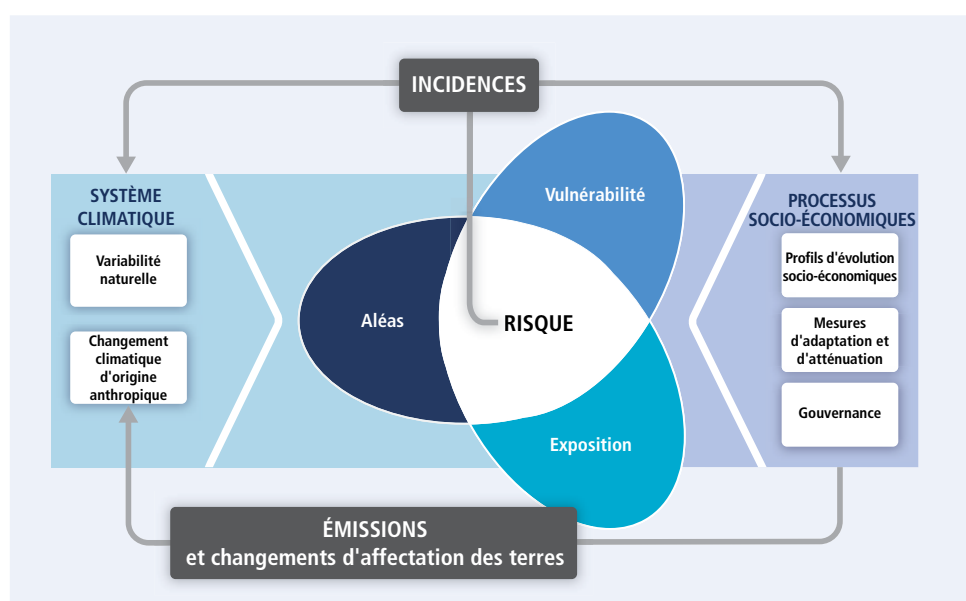 INCIDENCES
SYSTÈME
CLIMATIQUE
Variabilité
naturelle
Changement
climatique
d'origine
anthropique
Vulnérabilité
Aléas
RISQUE
Exposition
PROCESSUS
SOCIO-ÉCONOMIQUES
Profils d'évolution
socio-économiques
Mesures
d'adaptation et
d'atténuation
Gouvernance
ÉMISSIONS
et changements d'affectation des terres